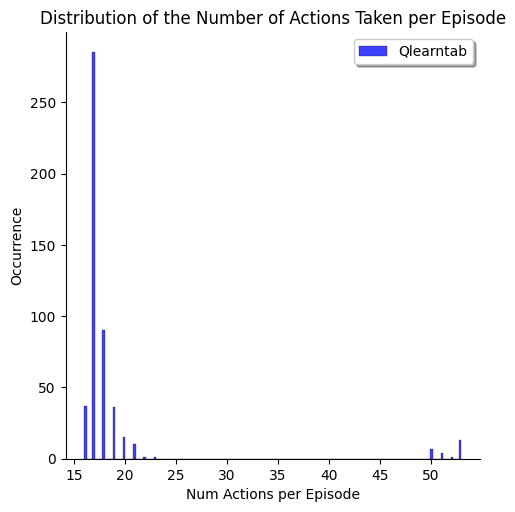 Distribution of the Number of Actions Taken per Episode
Qlearntab
Occurrence
250
200
150
100
50
0
15 20 25 30 35 40 45 50
Num Actions per Episode